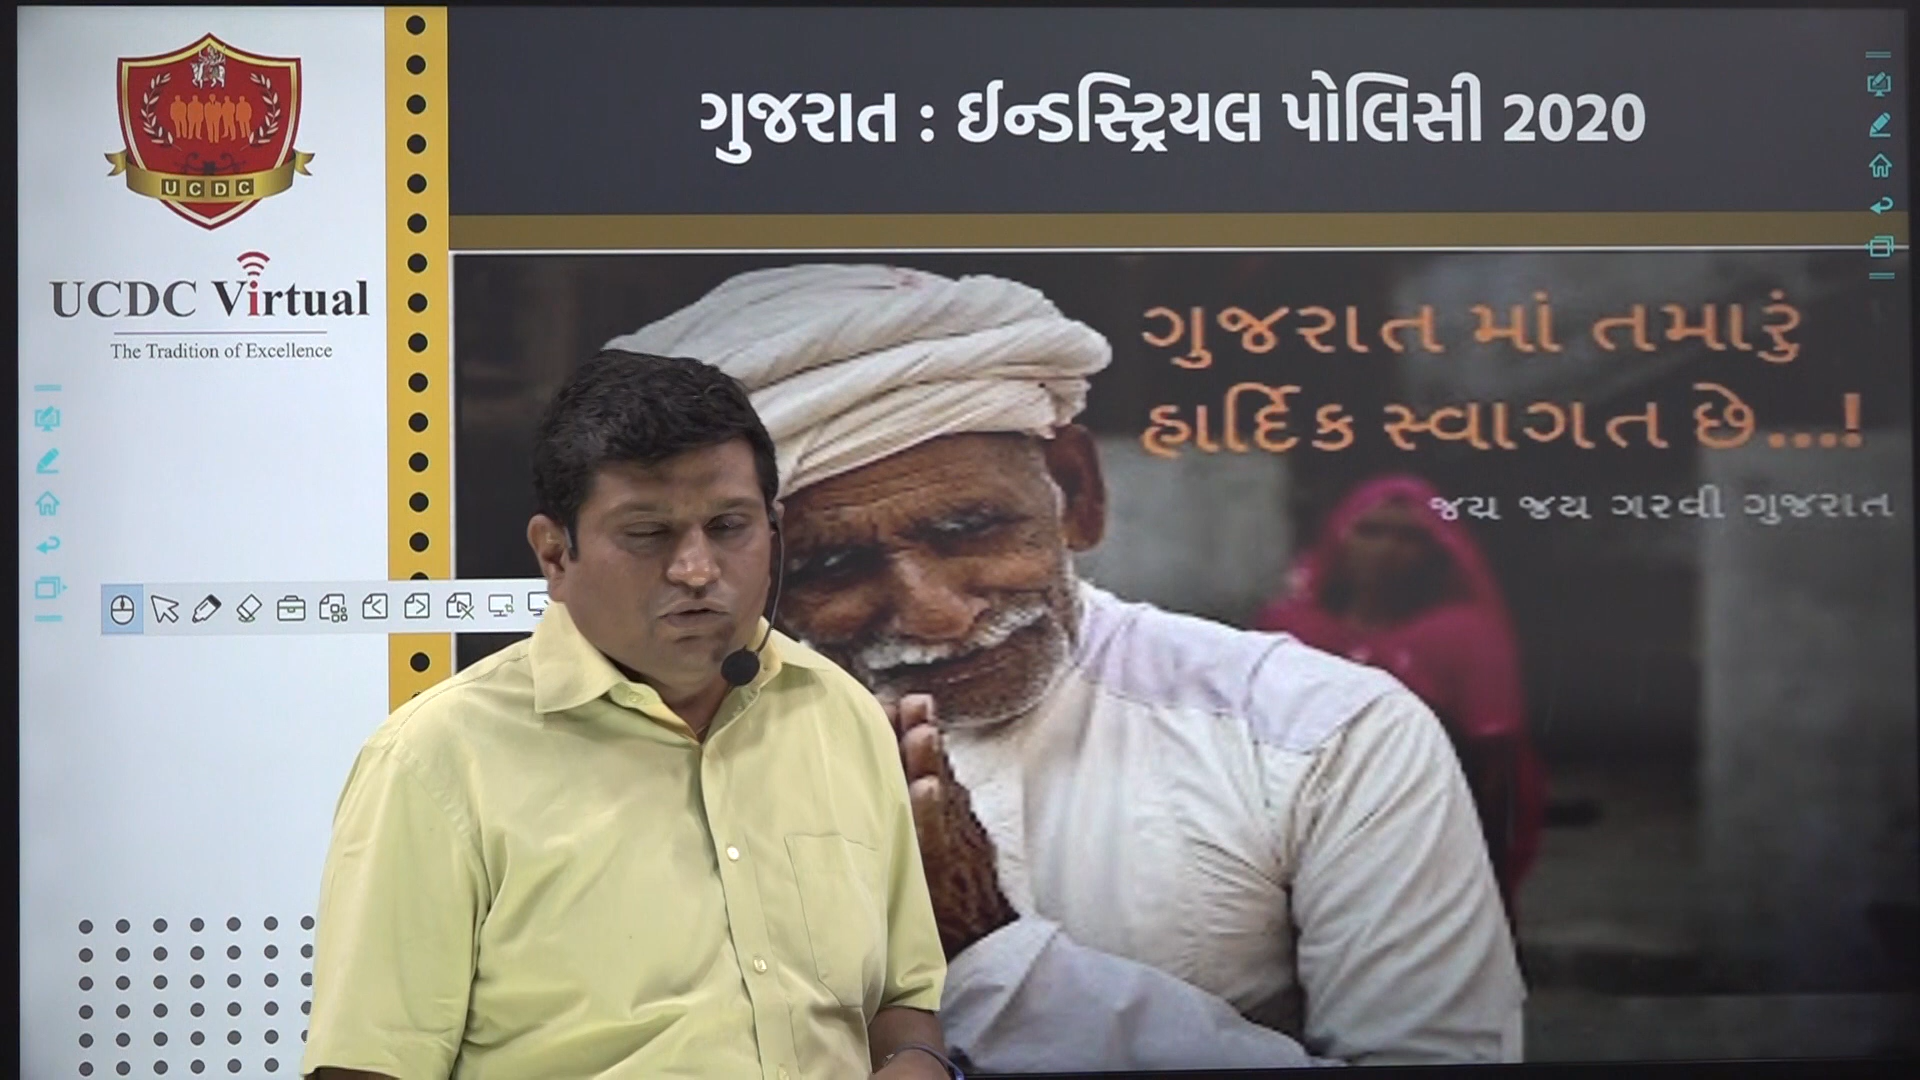 UCDC
UCDC Virtual
The Tradition of Excellence
ગુજરાત : ઈન્ડસ્ટ્રિયલ પોલિસી 2020
ગુજરાત માં તમારું
હાર્દિક સ્વાગત છે...!
જય જય ગરવી ગુજરાત